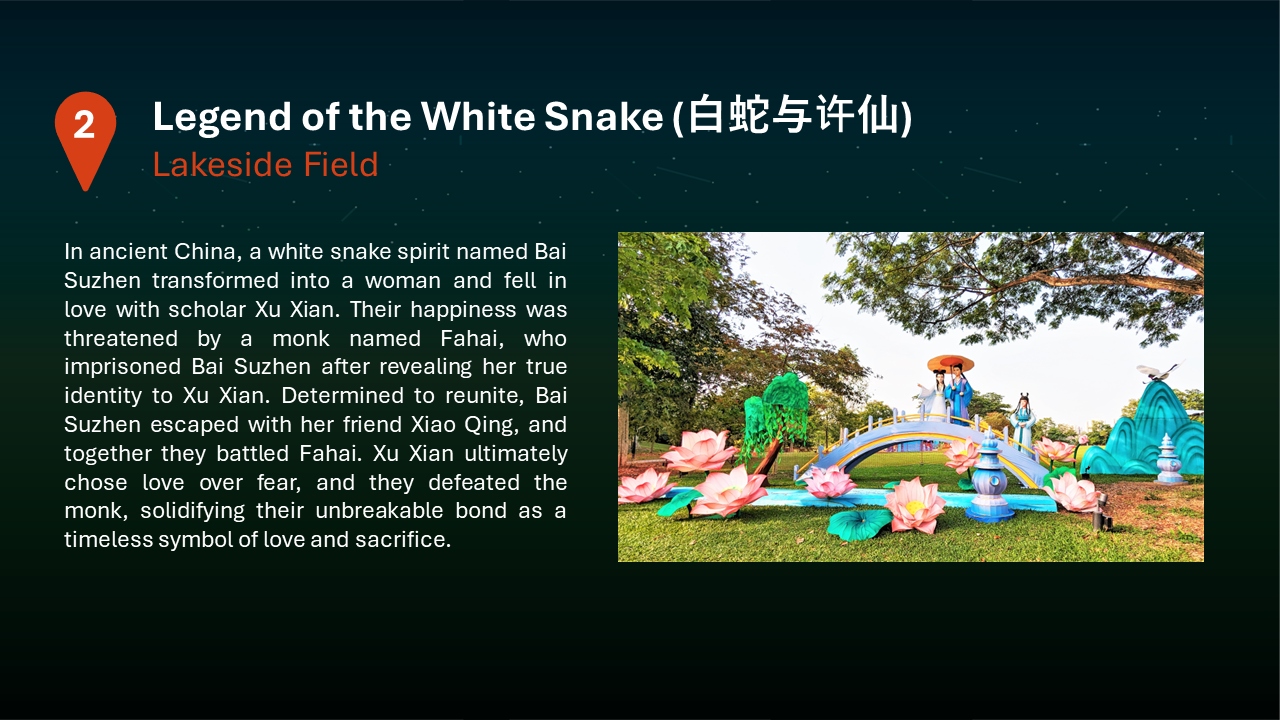 2
Legend of the White Snake (白蛇与许仙)
Lakeside Field
In ancient China, a white snake spirit named Bai
Suzhen transformed into a woman and fell in
love with scholar Xu Xian. Their happiness was
threatened by a monk named Fahai, who
imprisoned Bai Suzhen after revealing her true
identity to Xu Xian. Determined to reunite, Bai
Suzhen escaped with her friend Xiao Qing, and
together they battled Fahai. Xu Xian ultimately
chose love over fear, and they defeated the
monk, solidifying their unbreakable bond as a
timeless symbol of love and sacrifice.